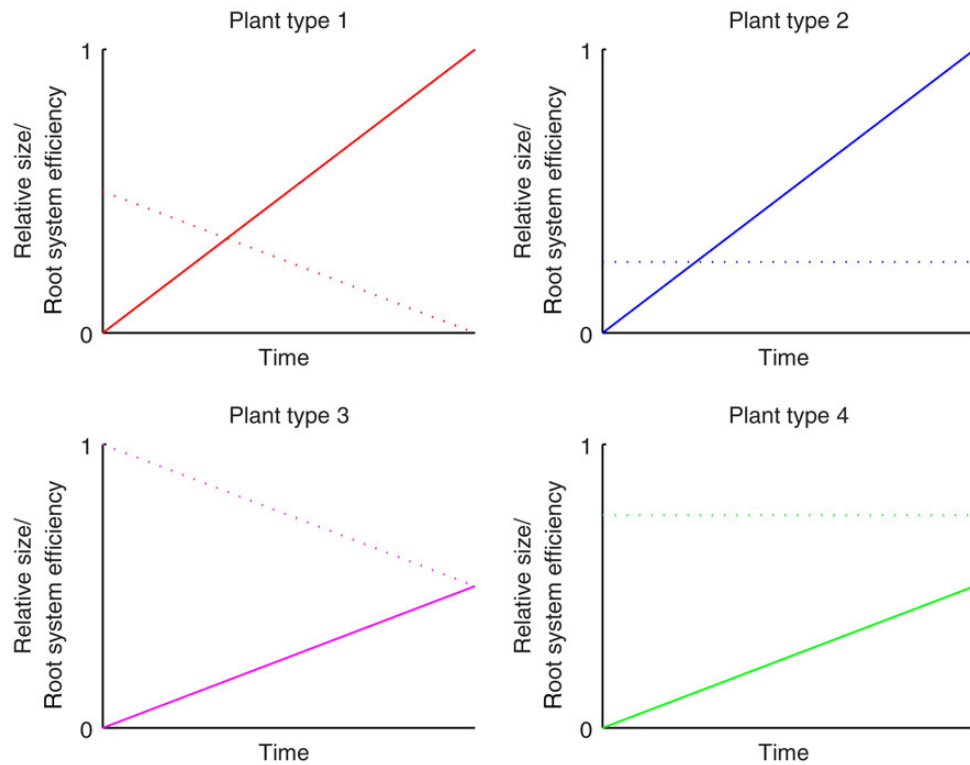 Plant type 1
1
Relative size/
Root system efficiency
0
Time
Plant type 2
1
Relative size/
Root system efficiency
0
Time
Plant type 3
1
Relative size/
Root system efficiency
0
Time
Plant type 4
1
Relative size/
Root system efficiency
0
Time